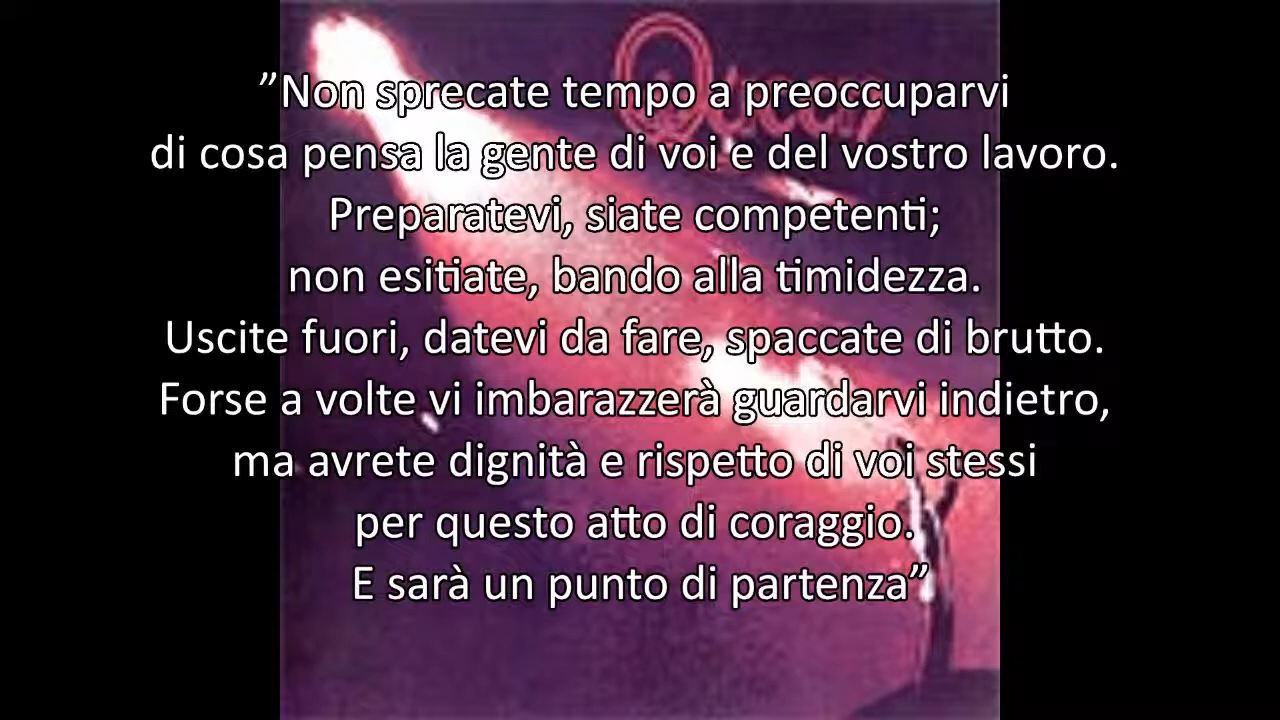 Queen
”Non sprecate tempo a preoccuparvi
di cosa pensa la gente di voi e del vostro lavoro.
Preparatevi, siate competenti;
non esitiate, bando alla timidezza.
Uscite fuori, datevi da fare, spaccate di brutto.
Forse a volte vi imbarazzerà guardarvi indietro,
ma avrete dignità e rispetto di voi stessi
per questo atto di coraggio.
E sarà un punto di partenza”